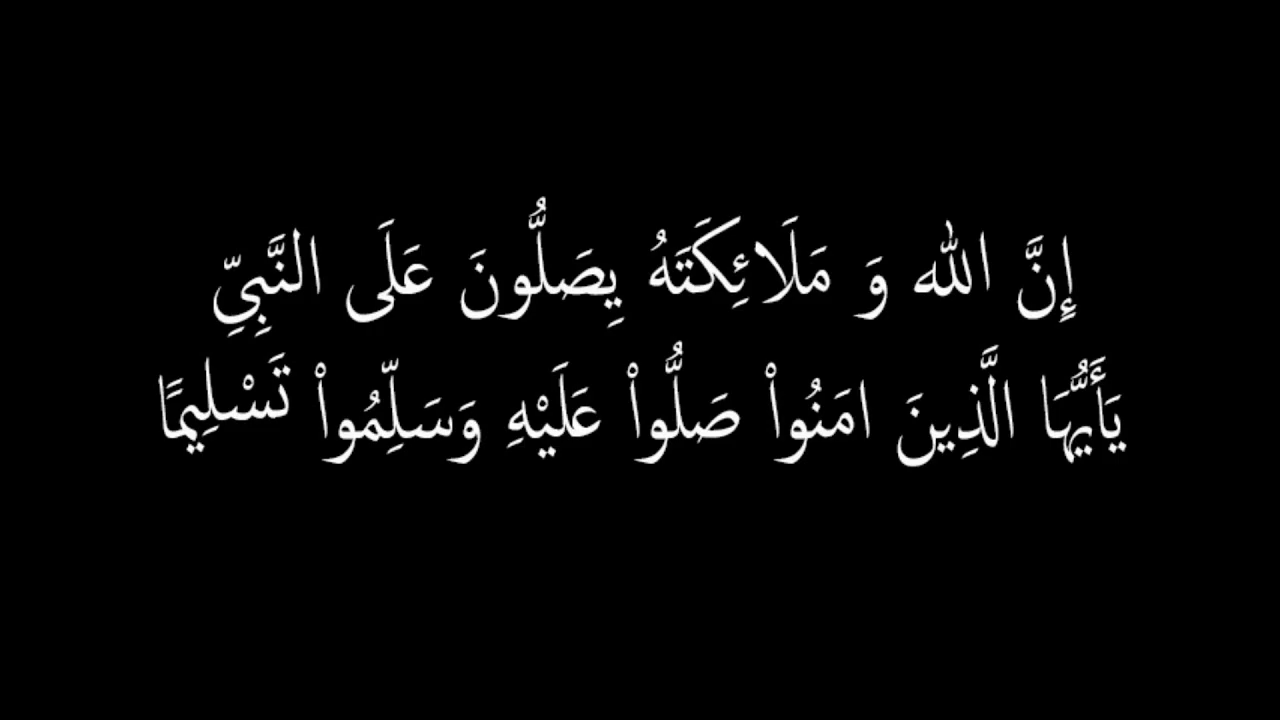 إِنَّ الله وَ مَلَائِكَتَهُ يِصَلُّونَ عَلَى النَّبِيِّ
يَأَيُّهَا الَّذِينَ امَنُواْ صَلُّواْ عَلَيْهِ وَسَلِّمُواْ تَسْلِيمًا